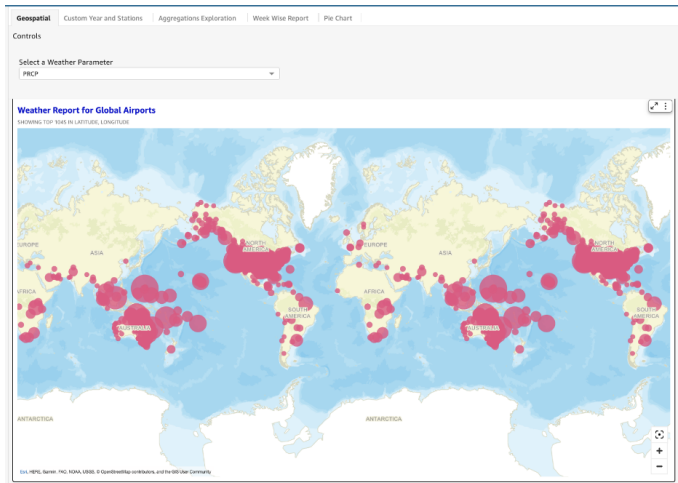 Geospatial Custom Year and Stations Aggregations Exploration Week Wise Report Pie Chart
Controls
Select a Weather Parameter
PRCP
Weather Report for Global Airports
SHOWING TOP 1045 IN LATITUDE, LONGITUDE
EUROPE ASIA NORTH AMERICA EUROPE ASIA NORTH AMERICA
AFRICA SOUTH AMERICA AFRICA SOUTH AMERICA
AUSTRALIA AUSTRALIA
ANTARCTICA ANTARCTICA
Esri, HERE, Garmin, FAO, NOAA, USGS, © OpenStreetMap contributors, and the GIS User Community